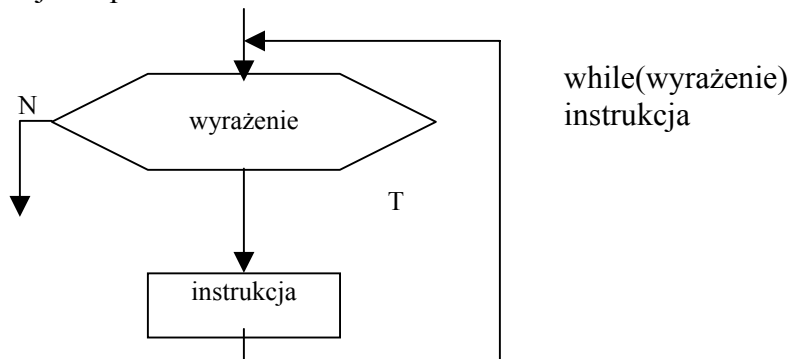 while(wyrażenie)
instrukcja
N
wyrażenie
T
instrukcja